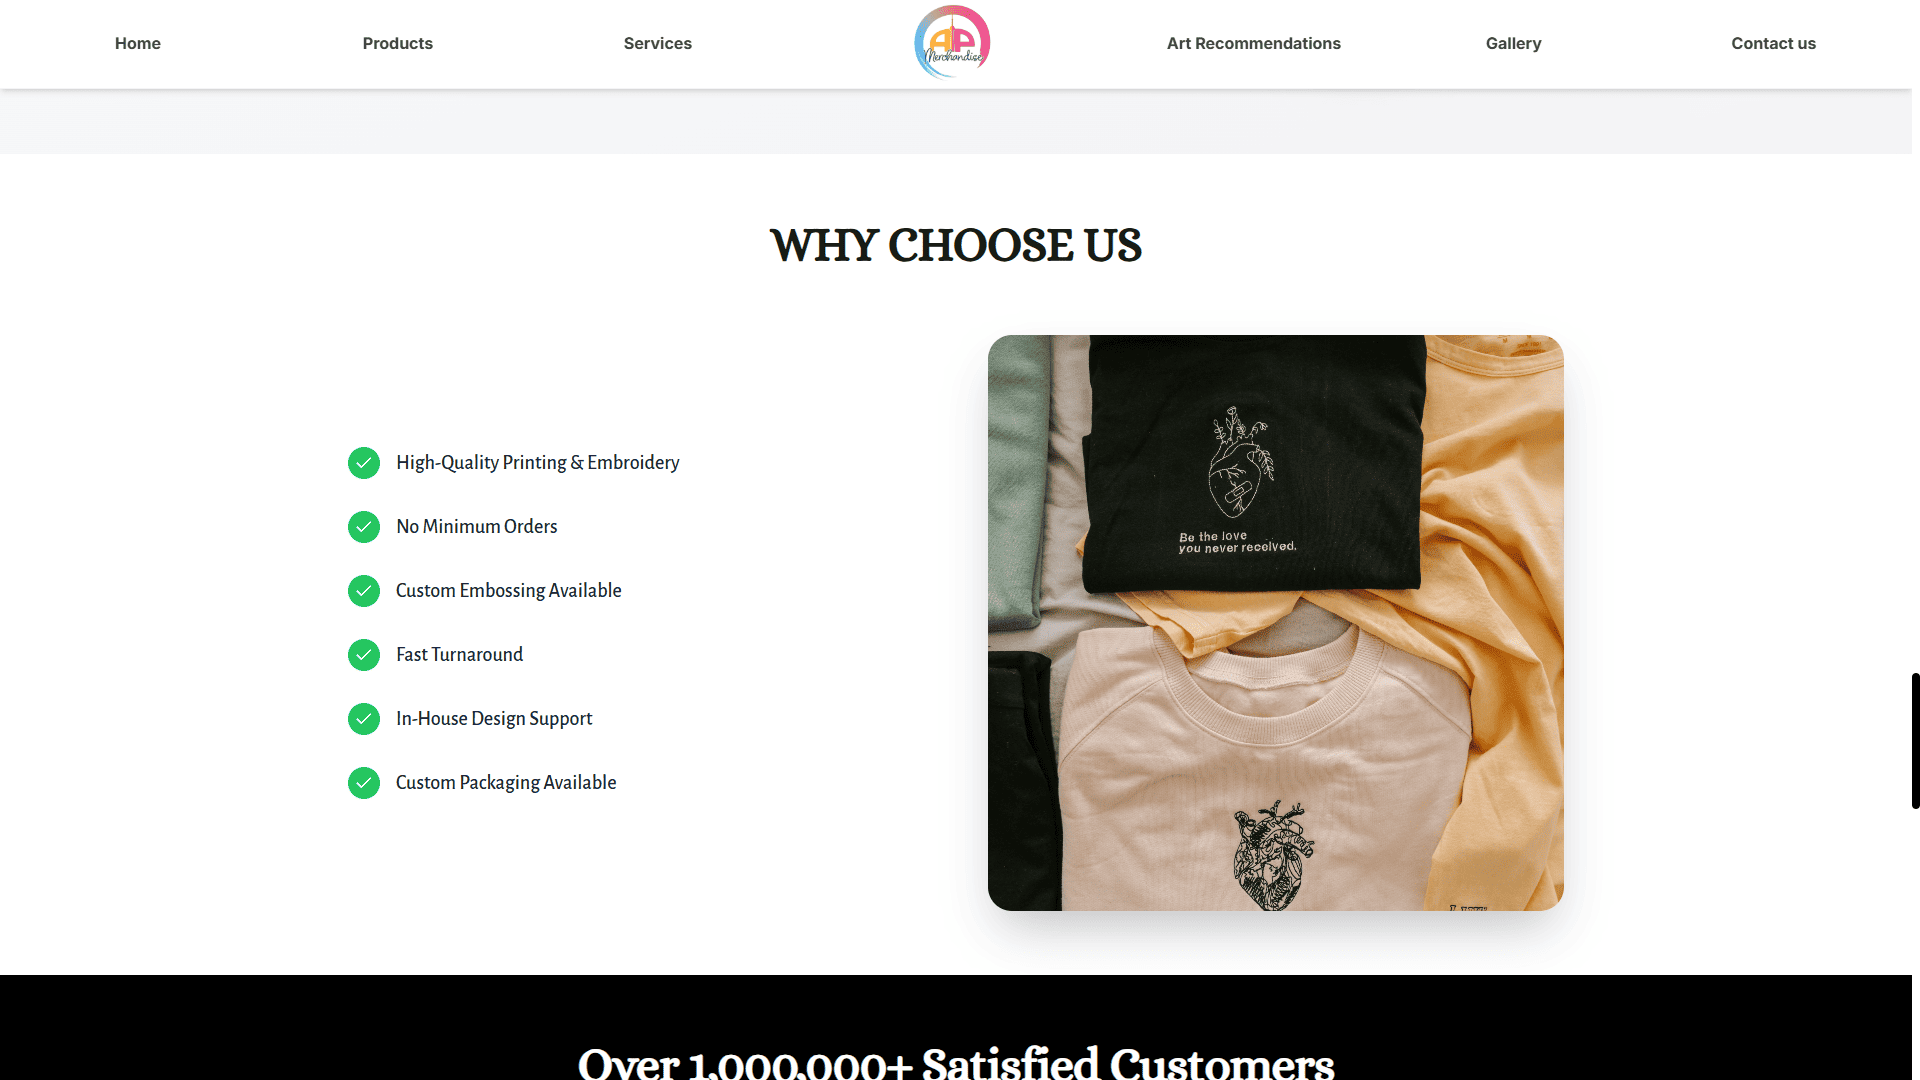 Home
Products
Services
AP
Merchandise
Art Recommendations
Gallery
Contact us
WHY CHOOSE US
High-Quality Printing & Embroidery
No Minimum Orders
Custom Embossing Available
Fast Turnaround
In-House Design Support
Custom Packaging Available
Be the love
you never received.
Over 1,000,000+ Satisfied Customers